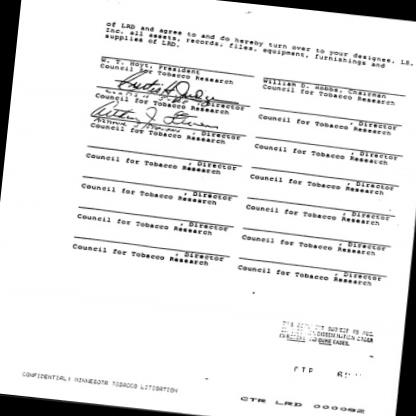 of LRD and agree to and do hereby turn over to your designee, LS,
Inc. all assets, records, files, equipment, furnishings and
supplies of LRD.
W. T. Hoyt, President
Council for Tobacco Research
William D. Hobbs, Chairman
Council for Tobacco Research
, Director
Council for Tobacco Research
, Director
Council for Tobacco Research
, Director
Council for Tobacco Research
, Director
Council for Tobacco Research
, Director
Council for Tobacco Research
, Director
Council for Tobacco Research
, Director
Council for Tobacco Research
, Director
Council for Tobacco Research
, Director
Council for Tobacco Research
, Director
Council for Tobacco Research
, Director
Council for Tobacco Research
, Director
Council for Tobacco Research
CONFIDENTIAL: MINNESOTA TOBACCO LITIGATION
CTR LRD 000082